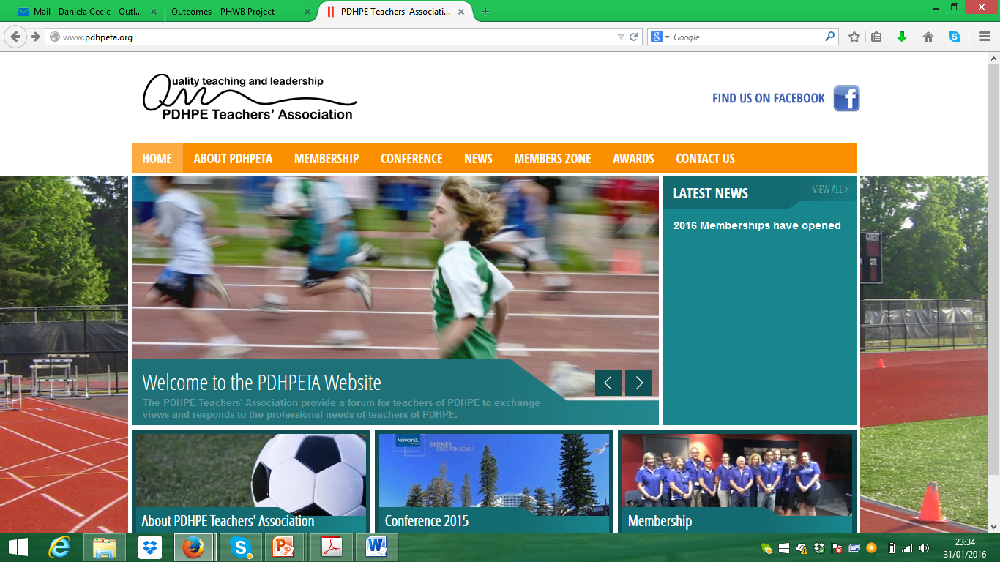 Mail - Daniela Cecic - Outl...
Outcomes – PHWB Project
PDHPE Teachers' Associati...
www.pdhpeta.org
Google
Quality teaching and leadership
PDHPE Teachers' Association
FIND US ON FACEBOOK
HOME ABOUT PDHPETA MEMBERSHIP CONFERENCE NEWS MEMBERS ZONE AWARDS CONTACT US
LATEST NEWS
VIEW ALL >
2016 Memberships have opened
GUEST
Welcome to the PDHPETA Website
The PDHPE Teachers' Association provide a forum for teachers of PDHPE to exchange
views and responds to the professional needs of teachers of PDHPE.
NOVOTEL
SYDNEY
BRIGHTON BEACH
About PDHPE Teachers' Association
Conference 2015
Membership
23:34
31/01/2016